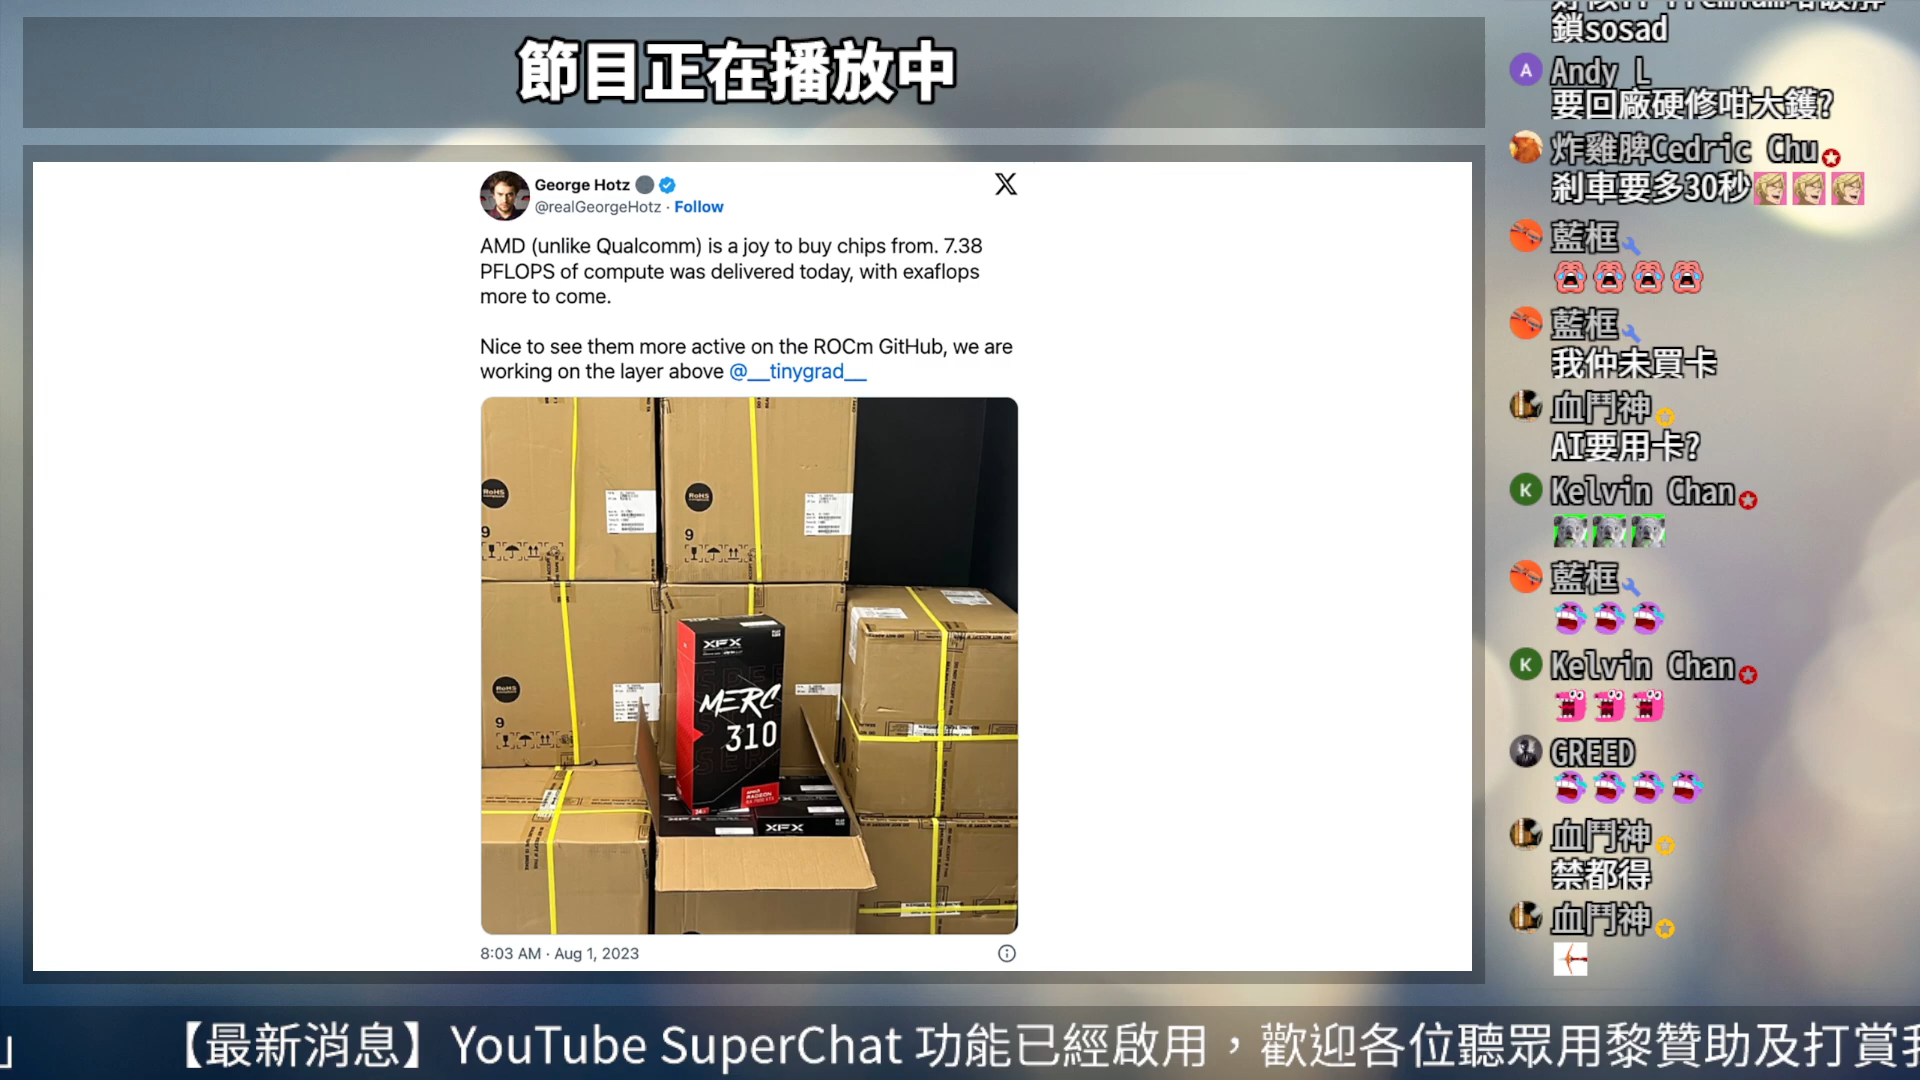 節目正在播放中
George Hotz
@realGeorgeHotz · Follow
AMD (unlike Qualcomm) is a joy to buy chips from. 7.38
PFLOPS of compute was delivered today, with exaflops
more to come.
Nice to see them more active on the ROCm GitHub, we are
working on the layer above @__tinygrad__
RoHS
9
RoHS
9
RoHS
9
XFX
MERC
310
XFX
8:03 AM · Aug 1, 2023
鎖sosad
A
Andy L
要回廠硬修咁大鑊?
炸雞脾Cedric Chu
剎車要多30秒
藍框
藍框
我仲未買卡
血鬥神
AI要用卡?
K
Kelvin Chan
藍框
K
Kelvin Chan
GREED
血鬥神
禁都得
血鬥神
」 【最新消息】YouTube SuperChat 功能已經啟用，歡迎各位聽眾用黎贊助及打賞